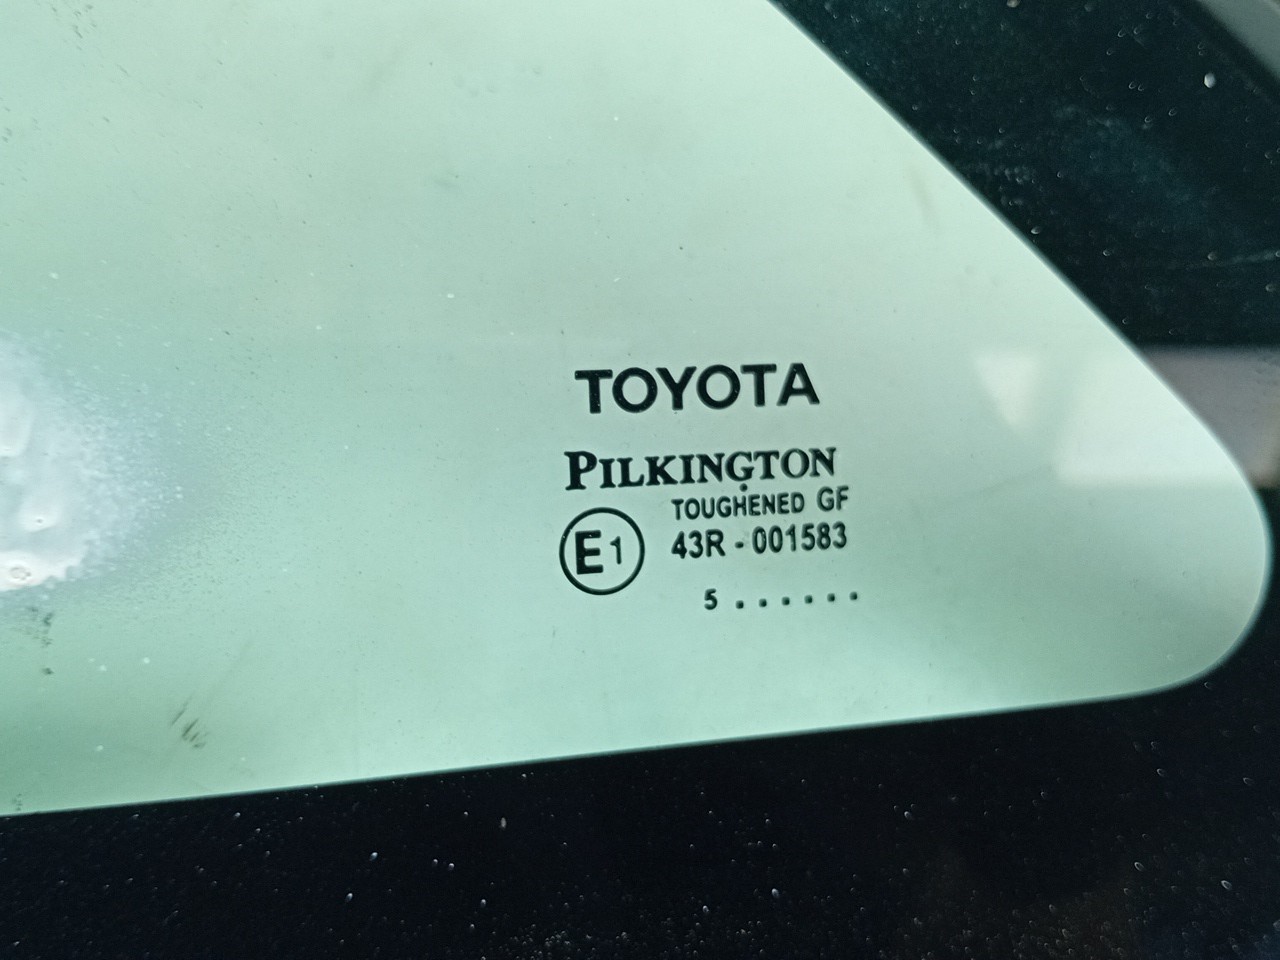 TOYOTA
PILKINGTON
TOUGHENED GF
E1 43R - 001583
5 . . . . . .